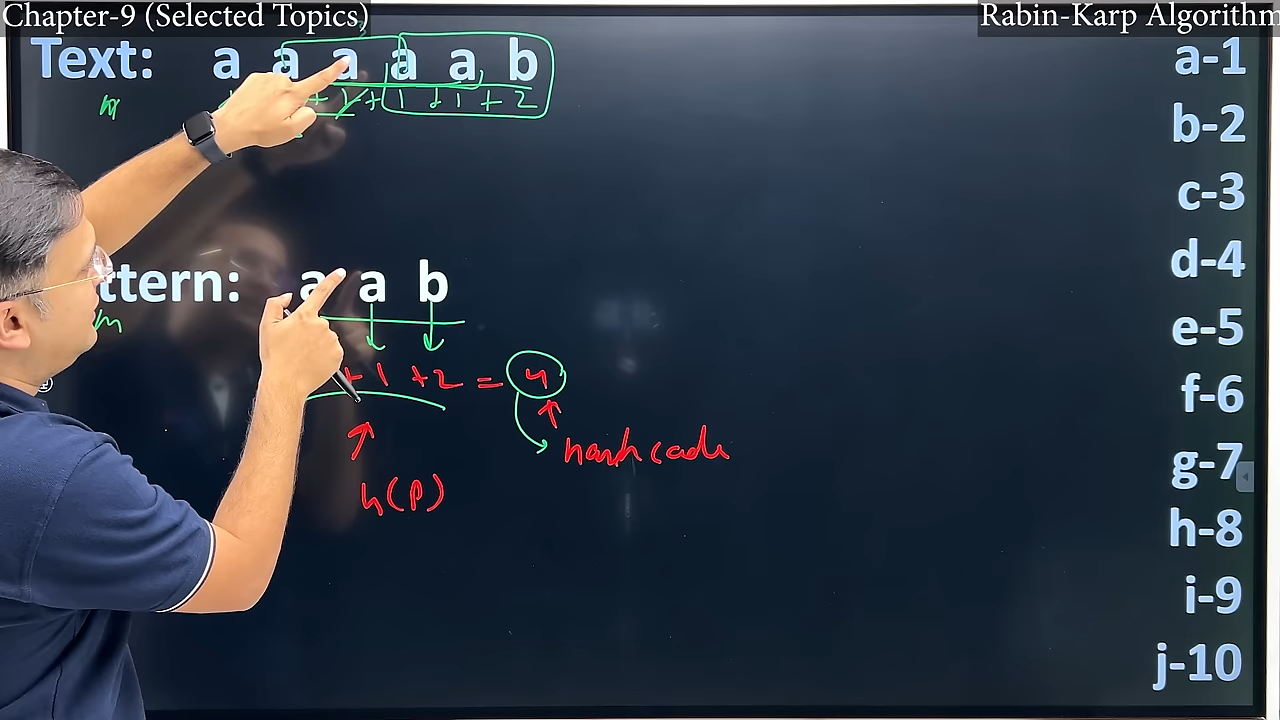 Chapter-9 (Selected Topics)
Rabin-Karp Algorithm
Text: a a a a a b
+ 1 + 1 + 1 + 2
n
ttern: a a b
m
+ 1 + 2 = 4
hash code
h(P)
a-1
b-2
c-3
d-4
e-5
f-6
g-7
h-8
i-9
j-10